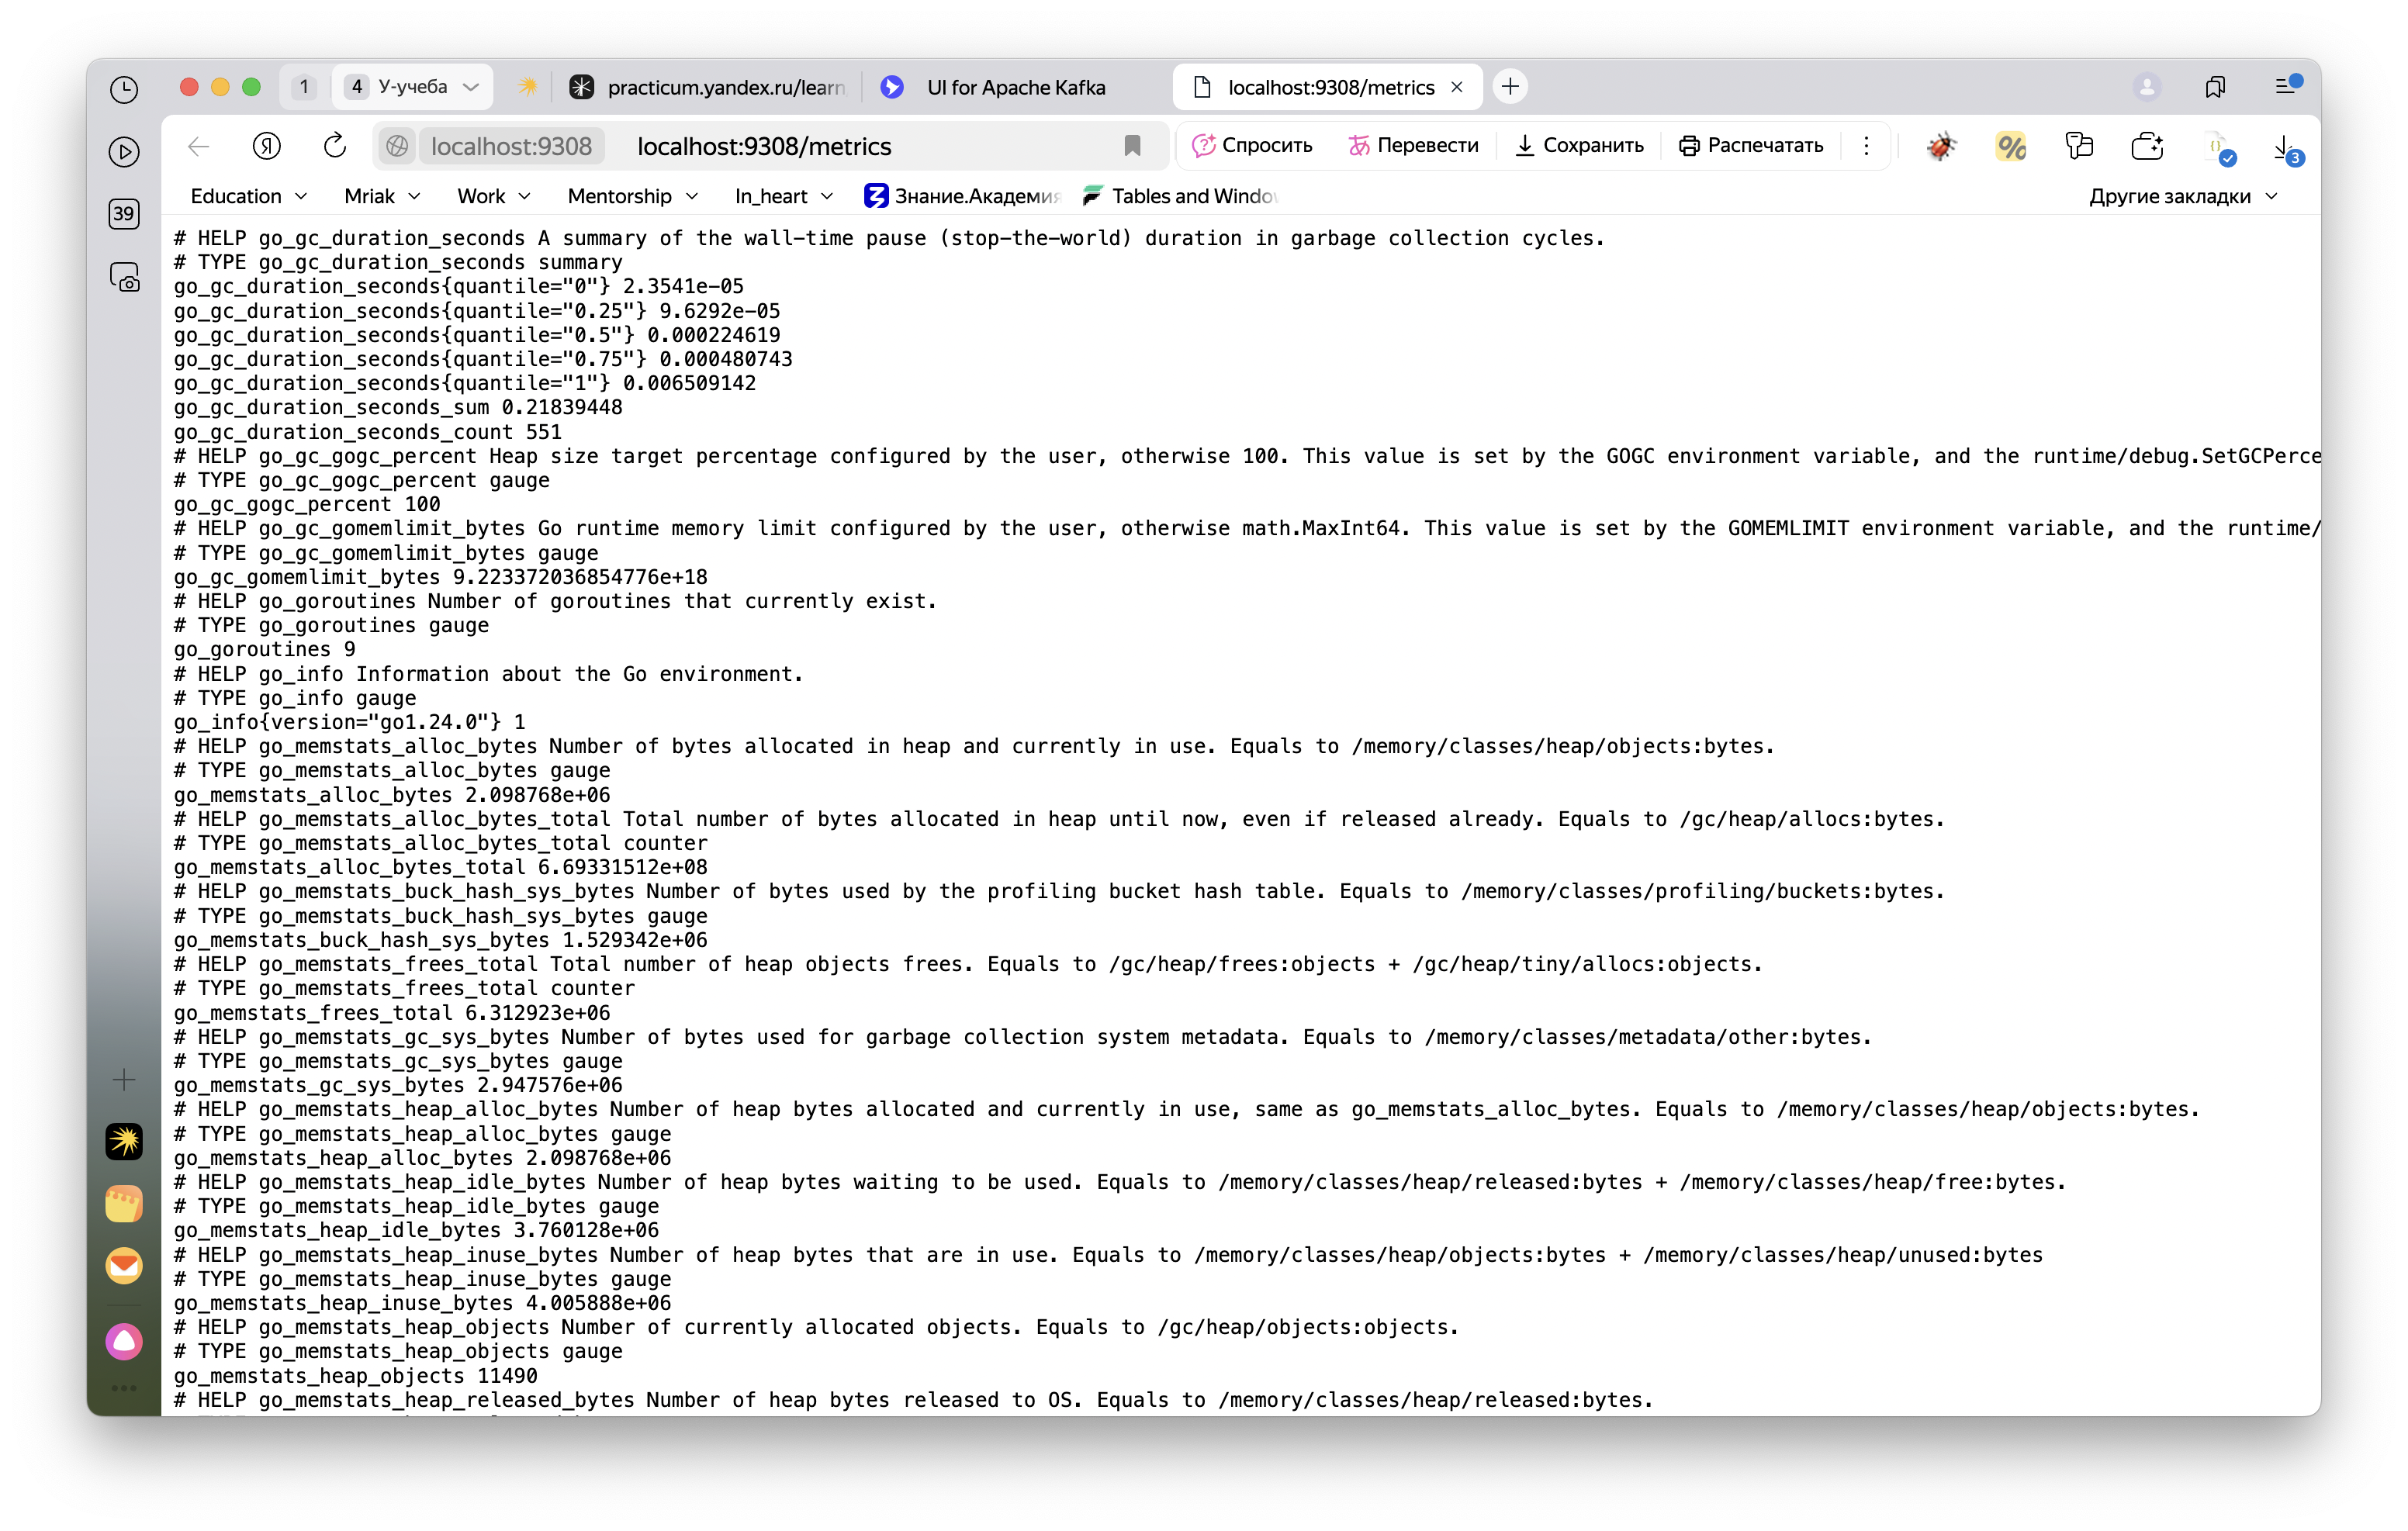 1
4 У-учеба
practicum.yandex.ru/learn
UI for Apache Kafka
localhost:9308/metrics
39
Я
localhost:9308
localhost:9308/metrics
Спросить
Перевести
Сохранить
Распечатать
3
Education
Mriak
Work
Mentorship
In_heart
Знание.Академия
Tables and Windo
Другие закладки
# HELP go_gc_duration_seconds A summary of the wall-time pause (stop-the-world) duration in garbage collection cycles.
# TYPE go_gc_duration_seconds summary
go_gc_duration_seconds{quantile="0"} 2.3541e-05
go_gc_duration_seconds{quantile="0.25"} 9.6292e-05
go_gc_duration_seconds{quantile="0.5"} 0.000224619
go_gc_duration_seconds{quantile="0.75"} 0.000480743
go_gc_duration_seconds{quantile="1"} 0.006509142
go_gc_duration_seconds_sum 0.21839448
go_gc_duration_seconds_count 551
# HELP go_gc_gogc_percent Heap size target percentage configured by the user, otherwise 100. This value is set by the GOGC environment variable, and the runtime/debug.SetGCPerce
# TYPE go_gc_gogc_percent gauge
go_gc_gogc_percent 100
# HELP go_gc_gomemlimit_bytes Go runtime memory limit configured by the user, otherwise math.MaxInt64. This value is set by the GOMEMLIMIT environment variable, and the runtime/
# TYPE go_gc_gomemlimit_bytes gauge
go_gc_gomemlimit_bytes 9.223372036854776e+18
# HELP go_goroutines Number of goroutines that currently exist.
# TYPE go_goroutines gauge
go_goroutines 9
# HELP go_info Information about the Go environment.
# TYPE go_info gauge
go_info{version="go1.24.0"} 1
# HELP go_memstats_alloc_bytes Number of bytes allocated in heap and currently in use. Equals to /memory/classes/heap/objects:bytes.
# TYPE go_memstats_alloc_bytes gauge
go_memstats_alloc_bytes 2.098768e+06
# HELP go_memstats_alloc_bytes_total Total number of bytes allocated in heap until now, even if released already. Equals to /gc/heap/allocs:bytes.
# TYPE go_memstats_alloc_bytes_total counter
go_memstats_alloc_bytes_total 6.69331512e+08
# HELP go_memstats_buck_hash_sys_bytes Number of bytes used by the profiling bucket hash table. Equals to /memory/classes/profiling/buckets:bytes.
# TYPE go_memstats_buck_hash_sys_bytes gauge
go_memstats_buck_hash_sys_bytes 1.529342e+06
# HELP go_memstats_frees_total Total number of heap objects frees. Equals to /gc/heap/frees:objects + /gc/heap/tiny/allocs:objects.
# TYPE go_memstats_frees_total counter
go_memstats_frees_total 6.312923e+06
# HELP go_memstats_gc_sys_bytes Number of bytes used for garbage collection system metadata. Equals to /memory/classes/metadata/other:bytes.
# TYPE go_memstats_gc_sys_bytes gauge
go_memstats_gc_sys_bytes 2.947576e+06
# HELP go_memstats_heap_alloc_bytes Number of heap bytes allocated and currently in use, same as go_memstats_alloc_bytes. Equals to /memory/classes/heap/objects:bytes.
# TYPE go_memstats_heap_alloc_bytes gauge
go_memstats_heap_alloc_bytes 2.098768e+06
# HELP go_memstats_heap_idle_bytes Number of heap bytes waiting to be used. Equals to /memory/classes/heap/released:bytes + /memory/classes/heap/free:bytes.
# TYPE go_memstats_heap_idle_bytes gauge
go_memstats_heap_idle_bytes 3.760128e+06
# HELP go_memstats_heap_inuse_bytes Number of heap bytes that are in use. Equals to /memory/classes/heap/objects:bytes + /memory/classes/heap/unused:bytes
# TYPE go_memstats_heap_inuse_bytes gauge
go_memstats_heap_inuse_bytes 4.005888e+06
# HELP go_memstats_heap_objects Number of currently allocated objects. Equals to /gc/heap/objects:objects.
# TYPE go_memstats_heap_objects gauge
go_memstats_heap_objects 11490
# HELP go_memstats_heap_released_bytes Number of heap bytes released to OS. Equals to /memory/classes/heap/released:bytes.